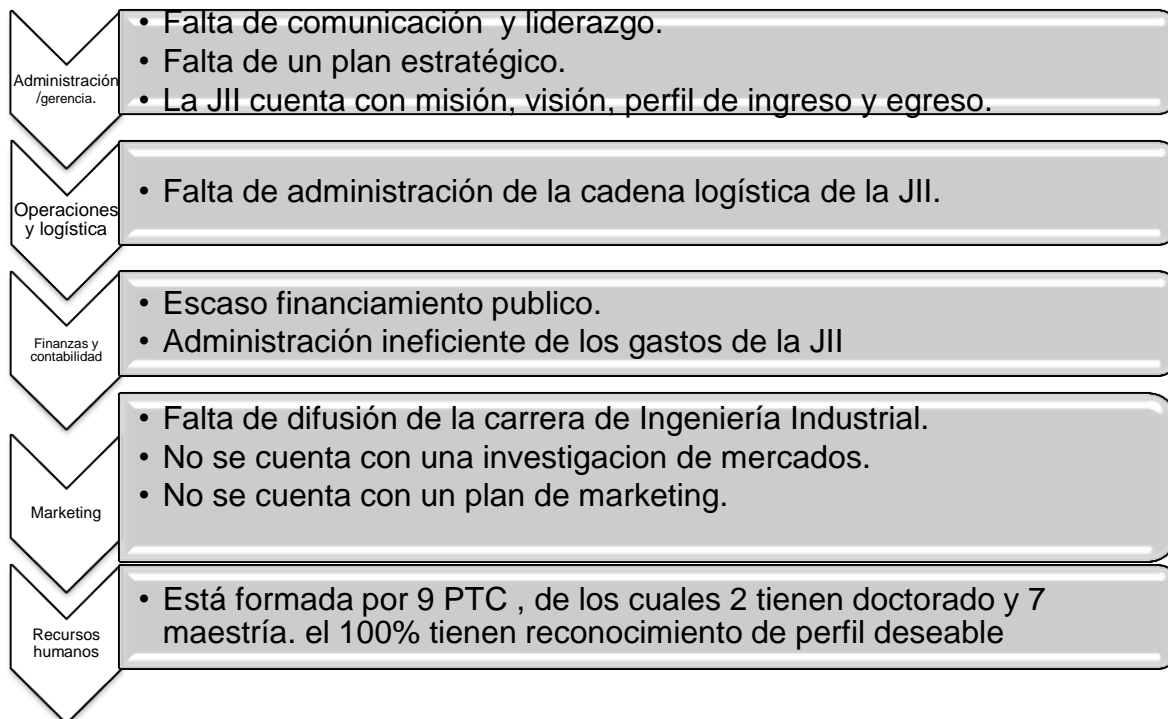 Administración
/gerencia.
• Falta de comunicación y liderazgo.
• Falta de un plan estratégico.
• La JII cuenta con misión, visión, perfil de ingreso y egreso.
Operaciones
y logística
• Falta de administración de la cadena logística de la JII.
Finanzas y
contabilidad
• Escaso financiamiento publico.
• Administración ineficiente de los gastos de la JII
Marketing
• Falta de difusión de la carrera de Ingeniería Industrial.
• No se cuenta con una investigacion de mercados.
• No se cuenta con un plan de marketing.
Recursos
humanos
• Está formada por 9 PTC , de los cuales 2 tienen doctorado y 7
maestría. el 100% tienen reconocimiento de perfil deseable